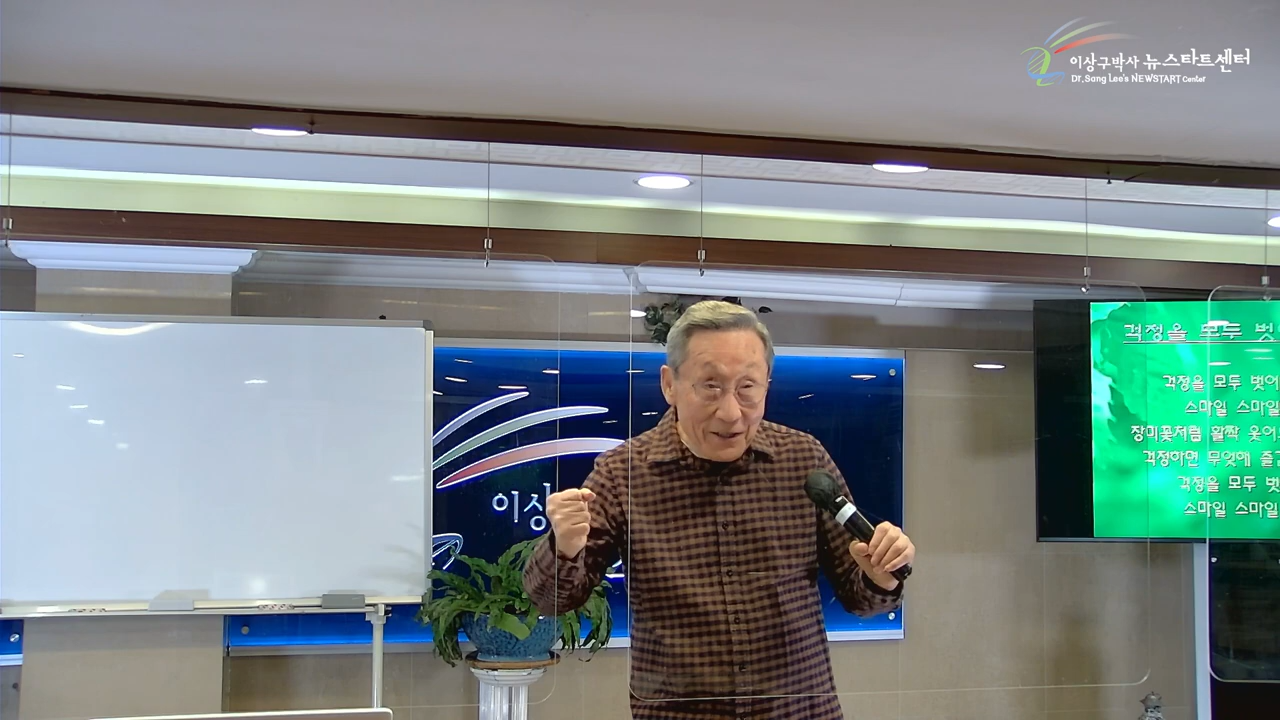 이상구박사 뉴스타트센터
Dr. Sang Lee's NEWSTART Center
걱정을 모두 벗
걱정을 모두 벗어
스마일 스마일
장미꽃처럼 활짝 웃어
걱정하면 무엇해 즐
걱정을 모두 벗
스마일 스마일
이상